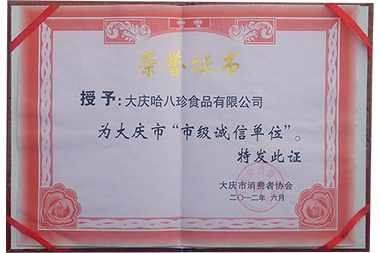 荣誉证书
授予:大庆哈八珍食品有限公司
为大庆市“市级诚信单位”。
特发此证
大庆市消费者协会
二〇一二年 六月